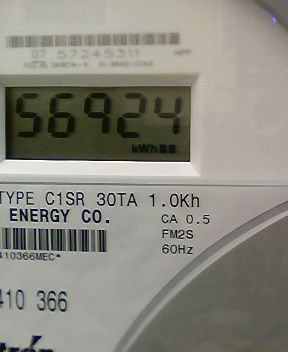 07 57245311
56924
kWh
TYPE C1SR 30TA 1.0Kh
ENERGY CO. CA 0.5
FM2S
60Hz
410366MEC*
410 366